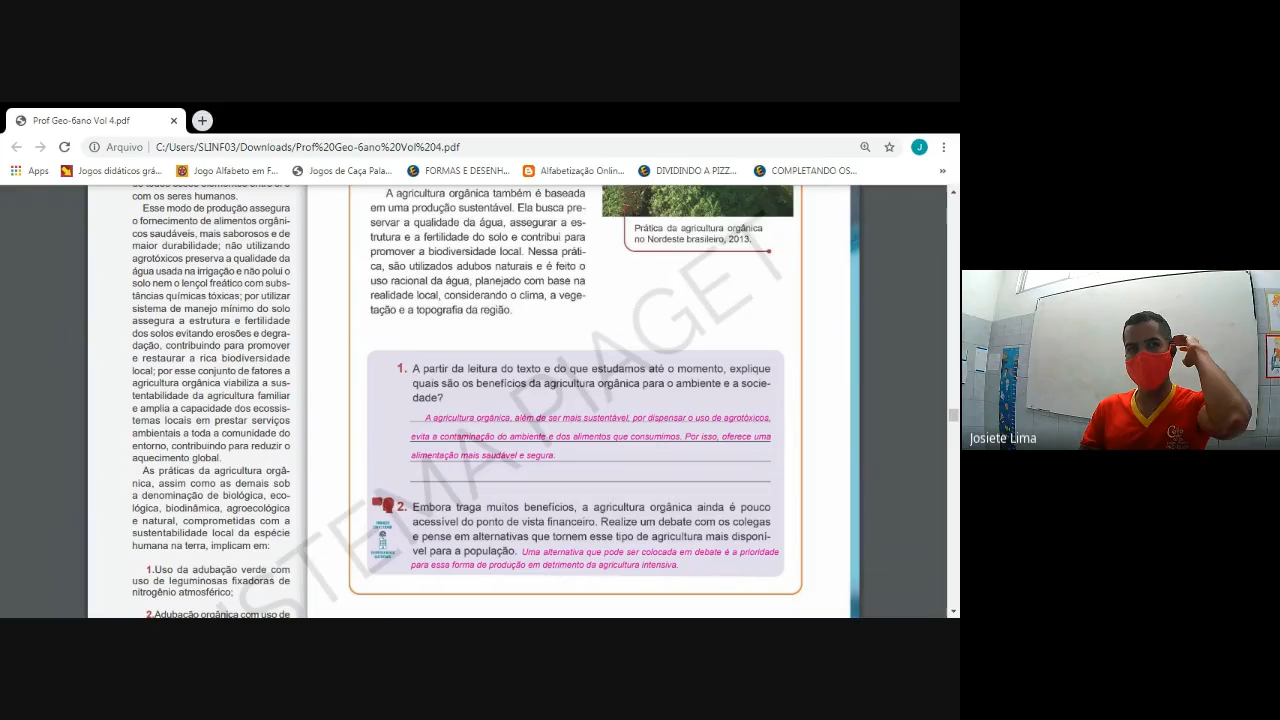 Prof Geo-6ano Vol 4.pdf
Arquivo C:/Users/SLINF03/Downloads/Prof%20Geo-6ano%20Vol%204.pdf
J
Apps Jogos didáticos grá... Jogo Alfabeto em F... Jogos de Caça Pala... FORMAS E DESENH... Alfabetização Onlin... DIVIDINDO A PIZZ... COMPLETANDO OS... »
com os seres humanos.
Esse modo de produção assegura
o fornecimento de alimentos orgâni-
cos saudáveis, mais saborosos e de
maior durabilidade; não utilizando
agrotóxicos preserva a qualidade da
água usada na irrigação e não polui o
solo nem o lençol freático com subs-
tâncias químicas tóxicas; por utilizar
sistema de manejo mínimo do solo
assegura a estrutura e fertilidade
dos solos evitando erosões e degra-
dação, contribuindo para promover
e restaurar a rica biodiversidade
local; por esse conjunto de fatores a
agricultura orgânica viabiliza a sus-
tentabilidade da agricultura familiar
e amplia a capacidade dos ecossis-
temas locais em prestar serviços
ambientais a toda a comunidade do
entorno, contribuindo para reduzir o
aquecimento global.
As práticas da agricultura orgâ-
nica, assim como as demais sob
a denominação de biológica, eco-
lógica, biodinâmica, agroecológica
e natural, comprometidas com a
sustentabilidade local da espécie
humana na terra, implicam em:
1.Uso da adubação verde com
uso de leguminosas fixadoras de
nitrogênio atmosférico;
2.Adubação orgânica com uso de
A agricultura orgânica também é baseada
em uma produção sustentável. Ela busca pre-
servar a qualidade da água, assegurar a es-
trutura e a fertilidade do solo e contribui para
promover a biodiversidade local. Nessa práti-
ca, são utilizados adubos naturais e é feito o
uso racional da água, planejado com base na
realidade local, considerando o clima, a vege-
tação e a topografia da região.
Prática da agricultura orgânica
no Nordeste brasileiro, 2013.
1. A partir da leitura do texto e do que estudamos até o momento, explique
quais são os benefícios da agricultura orgânica para o ambiente e a socie-
dade?
A agricultura orgânica, além de ser mais sustentável, por dispensar o uso de agrotóxicos,
evita a contaminação do ambiente e dos alimentos que consumimos. Por isso, oferece uma
alimentação mais saudável e segura.
2. Embora traga muitos benefícios, a agricultura orgânica ainda é pouco
acessível do ponto de vista financeiro. Realize um debate com os colegas
e pense em alternativas que tornem esse tipo de agricultura mais disponí-
vel para a população. Uma alternativa que pode ser colocada em debate é a prioridade
para essa forma de produção em detrimento da agricultura intensiva.
SISTEMA PIAGET
Josiete Lima